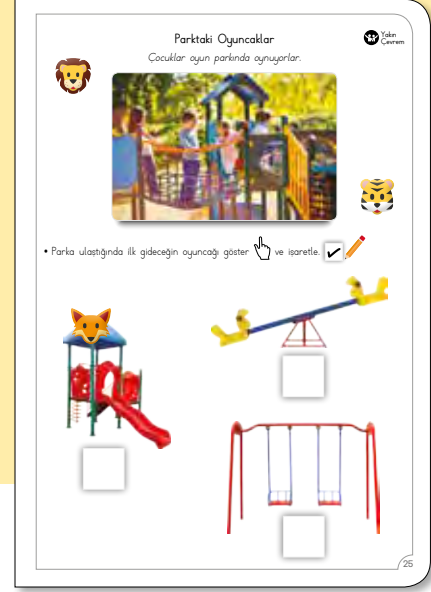 Parktaki Oyuncaklar
Yakın
Çevrem
Çocuklar oyun parkında oynuyorlar.
• Parka ulaştığında ilk gideceğin oyuncağı göster ve işaretle.
25